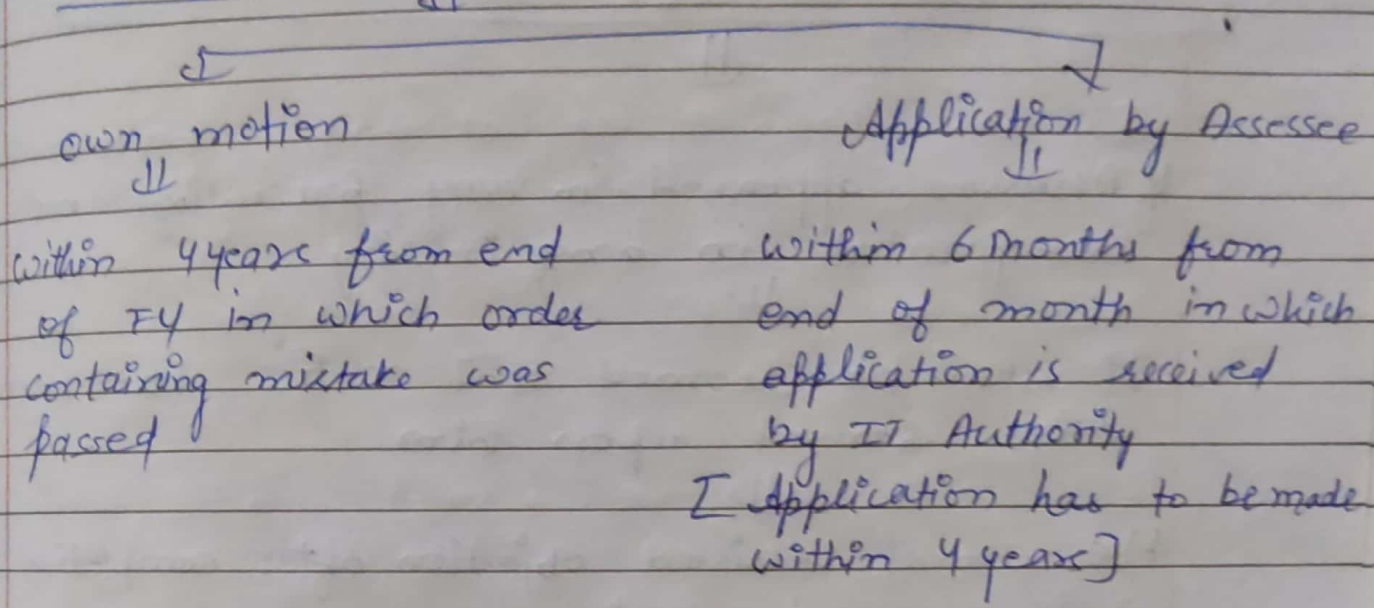 own motion
within 4 years from end
of FY in which order
containing mistake was
passed
Application by Assessee
within 6 months from
end of month in which
application is received
by IT Authority
[Application has to be made
within 4 years]